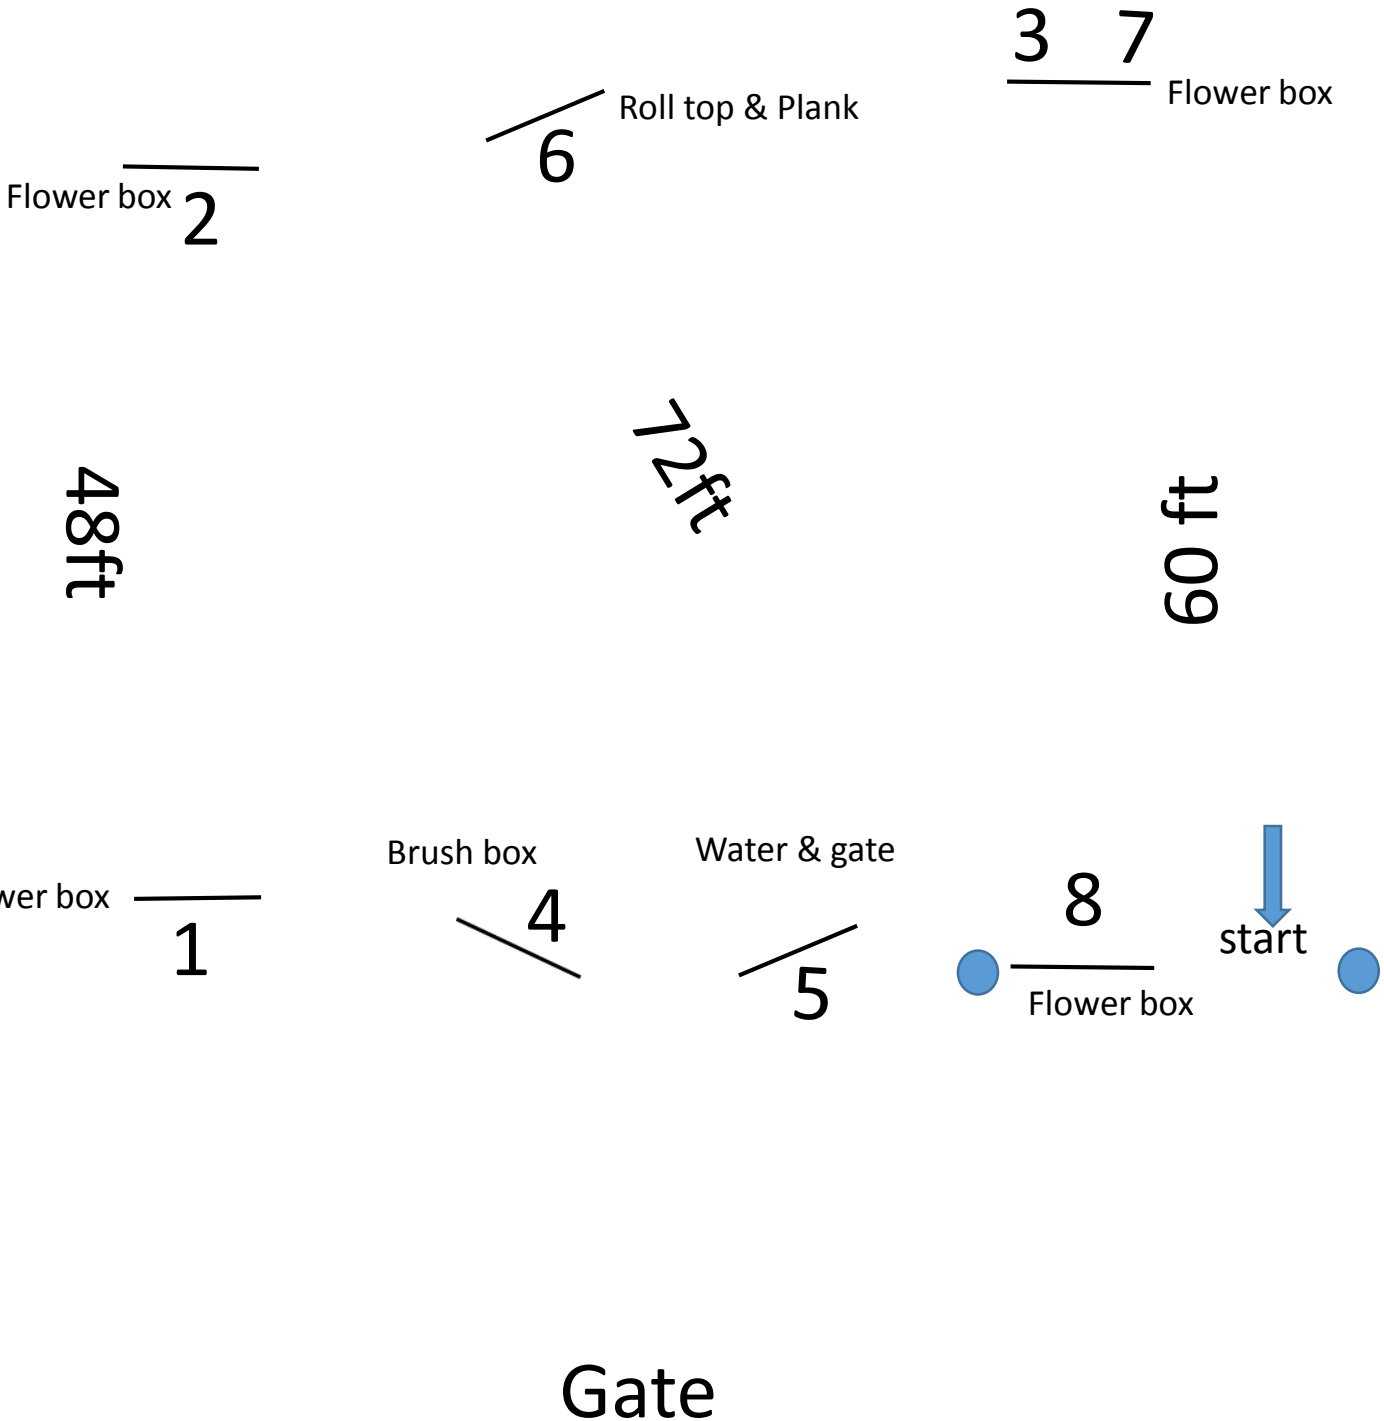 3 7
Flower box
Roll top & Plank
6
Flower box
2
72ft
48ft
60 ft
Brush box
Water & gate
8
4
wer box
1
start
5
Flower box
Gate